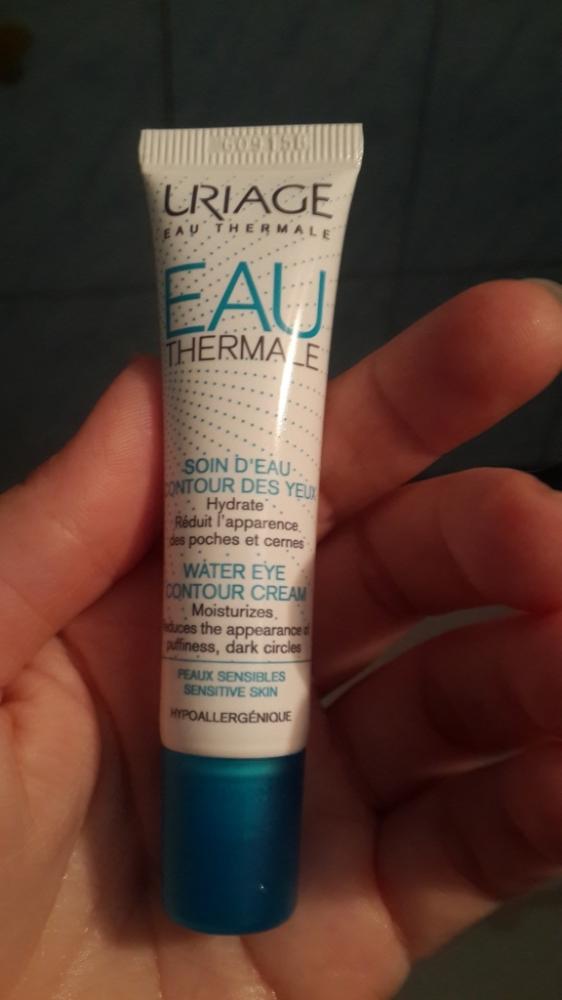 URIAGE
EAU THERMALE
EAU
THERMALE
SOIN D'EAU
CONTOUR DES YEUX
Hydrate
Réduit l'apparence
des poches et cernes
WATER EYE
CONTOUR CREAM
Moisturizes
reduces the appearance of
puffiness, dark circles
PEAUX SENSIBLES
SENSITIVE SKIN
HYPOALLERGÉNIQUE